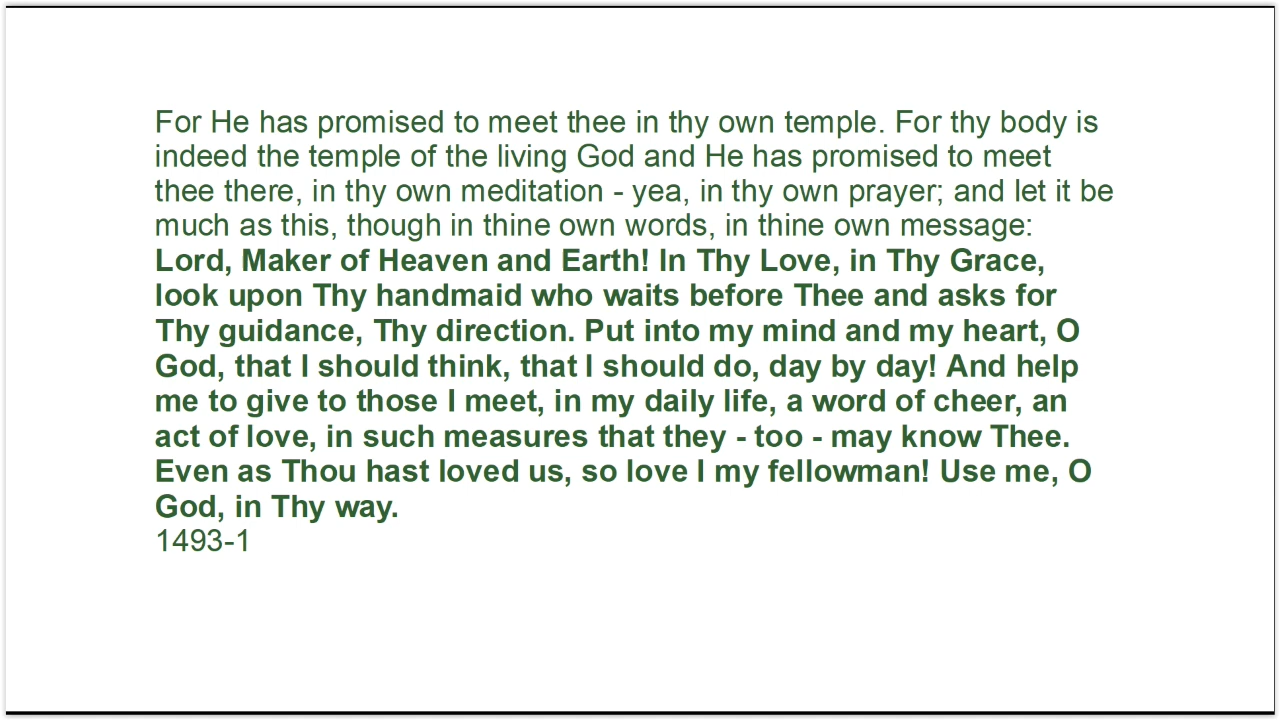 For He has promised to meet thee in thy own temple. For thy body is
indeed the temple of the living God and He has promised to meet
thee there, in thy own meditation - yea, in thy own prayer; and let it be
much as this, though in thine own words, in thine own message:
Lord, Maker of Heaven and Earth! In Thy Love, in Thy Grace,
look upon Thy handmaid who waits before Thee and asks for
Thy guidance, Thy direction. Put into my mind and my heart, O
God, that I should think, that I should do, day by day! And help
me to give to those I meet, in my daily life, a word of cheer, an
act of love, in such measures that they - too - may know Thee.
Even as Thou hast loved us, so love I my fellowman! Use me, O
God, in Thy way.
1493-1